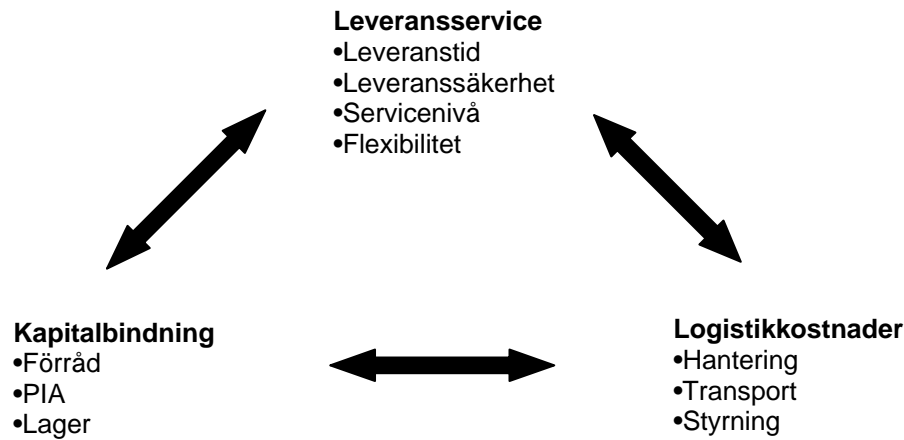 Leveransservice
•Leveranstid
•Leveranssäkerhet
•Servicenivå
•Flexibilitet
Kapitalbindning
•Förråd
•PIA
•Lager
Logistikkostnader
•Hantering
•Transport
•Styrning